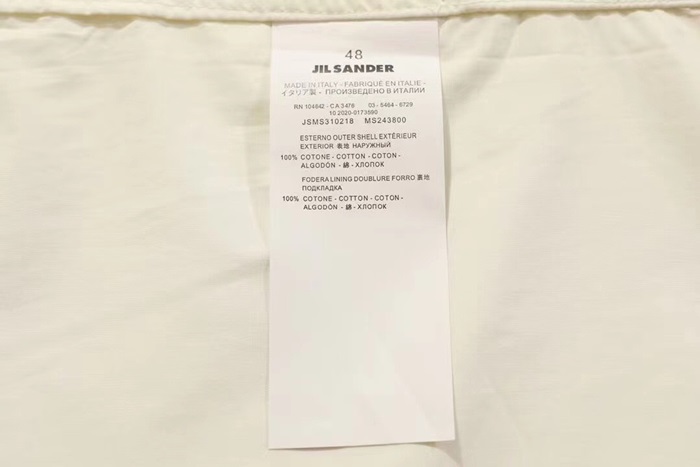 48
JIL SANDER
MADE IN ITALY - FABRIQUÉ EN ITALIE -
イタリア製 - ПРОИЗВЕДЕНО В ИТАЛИИ
RN 104842 - CA 3476 03- 5464 - 6729
10 2020-0173590
JSMS310218 MS243800
ESTERNO OUTER SHELL EXTÉRIEUR
EXTERIOR 表地 НАРУЖНЫЙ
100% COTONE - COTTON - COTON -
ALGODÓN - 綿 - ХЛОПОК
FODERA LINING DOUBLURE FORRO 裏地
ПОДКЛАДКА
100% COTONE - COTTON - COTON -
ALGODÓN - 綿 - ХЛОПОК